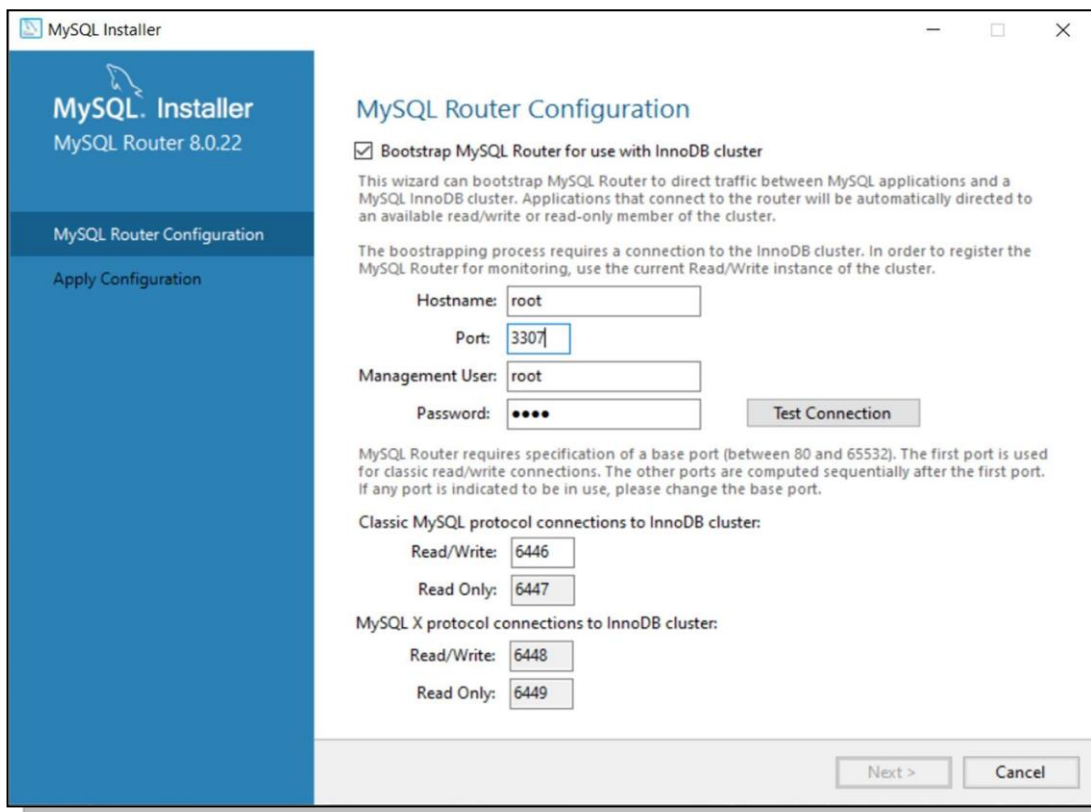 MySQL Installer
MySQL. Installer
MySQL Router 8.0.22
MySQL Router Configuration
Apply Configuration
MySQL Router Configuration
Bootstrap MySQL Router for use with InnoDB cluster
This wizard can bootstrap MySQL Router to direct traffic between MySQL applications and a
MySQL InnoDB cluster. Applications that connect to the router will be automatically directed to
an available read/write or read-only member of the cluster.
The boostrapping process requires a connection to the InnoDB cluster. In order to register the
MySQL Router for monitoring, use the current Read/Write instance of the cluster.
Hostname: root
Port: 3307
Management User: root
Password: ●●●● Test Connection
MySQL Router requires specification of a base port (between 80 and 65532). The first port is used
for classic read/write connections. The other ports are computed sequentially after the first port.
If any port is indicated to be in use, please change the base port.
Classic MySQL protocol connections to InnoDB cluster:
Read/Write: 6446
Read Only: 6447
MySQL X protocol connections to InnoDB cluster:
Read/Write: 6448
Read Only: 6449
Next > Cancel